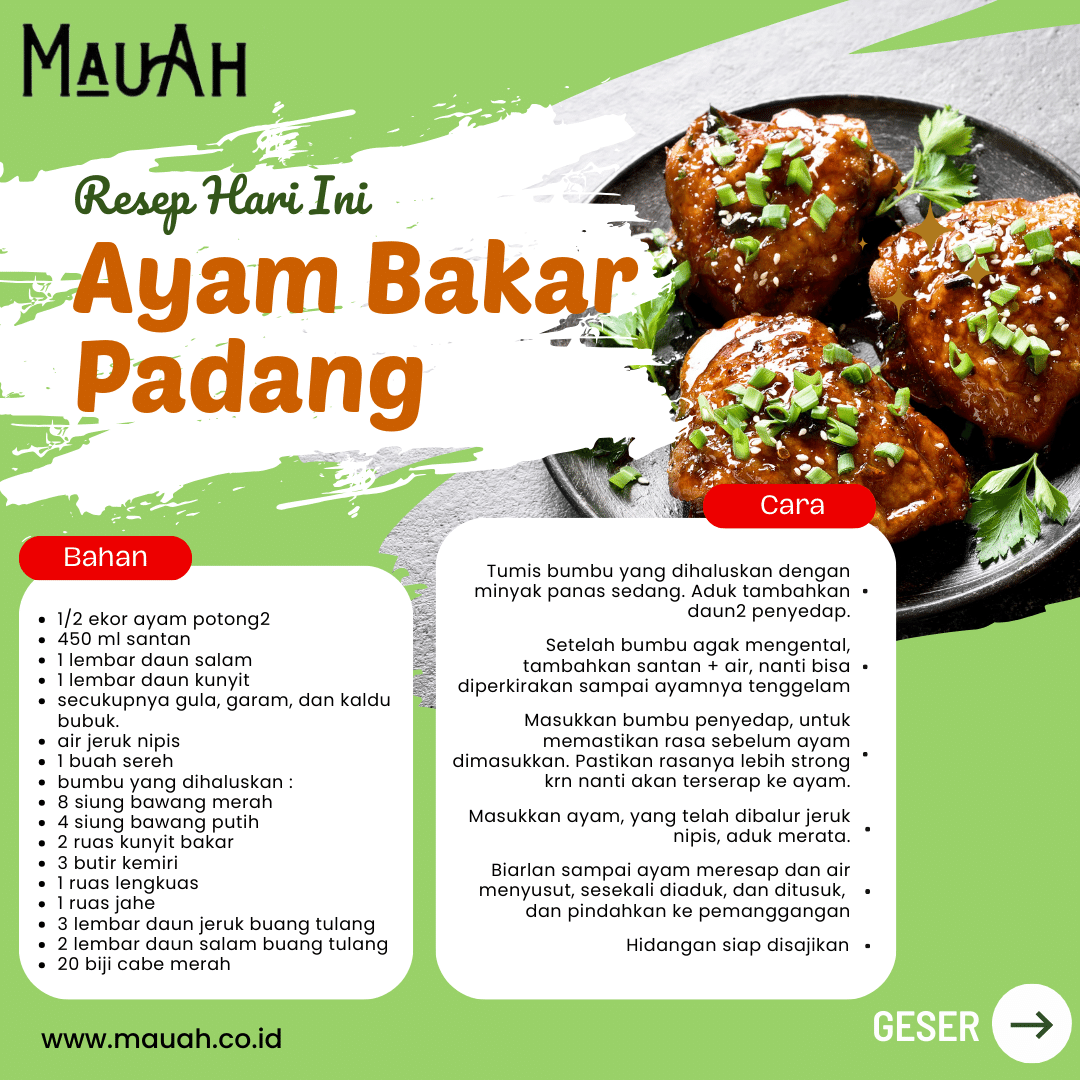 MAUAH
Resep Hari Ini
Ayam Bakar
Padang
Bahan
• 1/2 ekor ayam potong2
• 450 ml santan
• 1 lembar daun salam
• 1 lembar daun kunyit
• secukupnya gula, garam, dan kaldu
bubuk.
• air jeruk nipis
• 1 buah sereh
• bumbu yang dihaluskan :
• 8 siung bawang merah
• 4 siung bawang putih
• 2 ruas kunyit bakar
• 3 butir kemiri
• 1 ruas lengkuas
• 1 ruas jahe
• 3 lembar daun jeruk buang tulang
• 2 lembar daun salam buang tulang
• 20 biji cabe merah
Cara
Tumis bumbu yang dihaluskan dengan
minyak panas sedang. Aduk tambahkan •
daun2 penyedap.
Setelah bumbu agak mengental,
tambahkan santan + air, nanti bisa •
diperkirakan sampai ayamnya tenggelam
Masukkan bumbu penyedap, untuk
memastikan rasa sebelum ayam
dimasukkan. Pastikan rasanya lebih strong •
krn nanti akan terserap ke ayam.
Masukkan ayam, yang telah dibalur jeruk
nipis, aduk merata. •
Biarlan sampai ayam meresap dan air
menyusut, sesekali diaduk, dan ditusuk, •
dan pindahkan ke pemanggangan
Hidangan siap disajikan •
www.mauah.co.id
GESER →